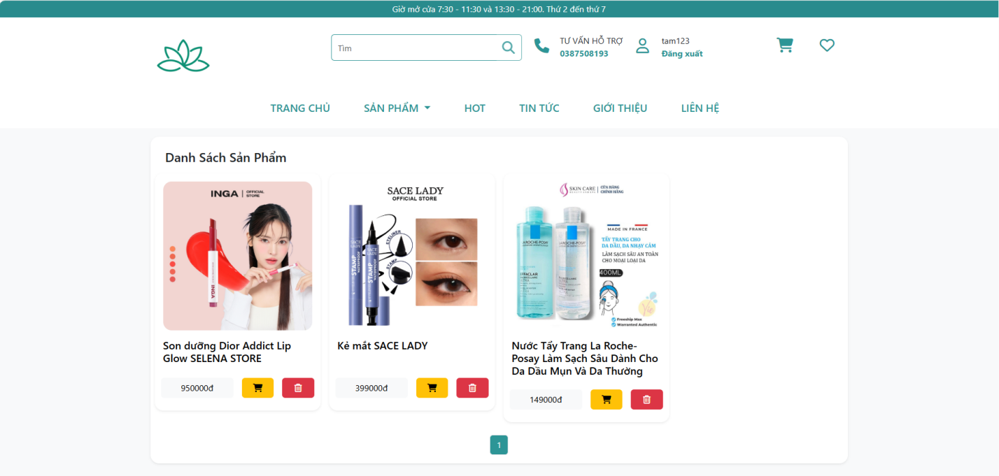 Giờ mở cửa 7:30 - 11:30 và 13:30 - 21:00. Thứ 2 đến thứ 7
Tìm
TƯ VẤN HỖ TRỢ
0387508193
tam123
Đăng xuất
TRANG CHỦ
SẢN PHẨM
HOT
TIN TỨC
GIỚI THIỆU
LIÊN HỆ
Danh Sách Sản Phẩm
INGA | OFFICIAL STORE
INGA
Son dưỡng Dior Addict Lip
Glow SELENA STORE
950000đ
SACE LADY
OFFICIAL STORE
SACE LADY
STAMP
WATERPROOF
SACE LADY
STAMP
WATERPROOF
EYELINER
STAMP
Kẻ mắt SACE LADY
399000đ
SKIN CARE
CỬA HÀNG
CHÍNH HÃNG
MADE IN FRANCE
TẨY TRANG CHO
DA DẦU, DA NHẠY CẢM
LÀM SẠCH SÂU AN TOÀN
CHO MOẠI LOẠI DA
400ML
LA ROCHE-POSAY
EFFACLAR
LA ROCHE-POSAY
Freeship Max
Warranted Authentic
Nước Tẩy Trang La Roche-
Posay Làm Sạch Sâu Dành Cho
Da Dầu Mụn Và Da Thường
149000đ
1